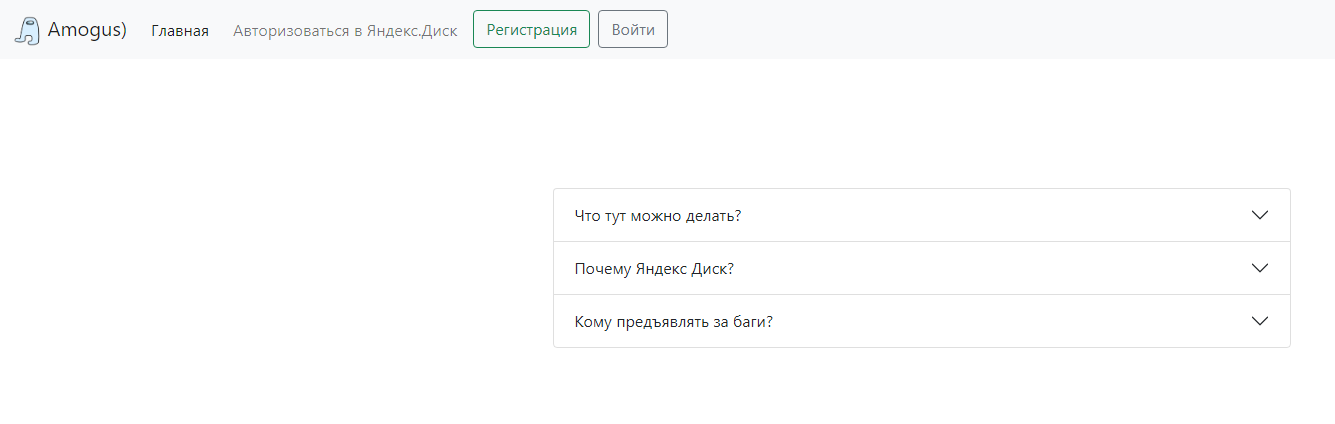 Amogus) Главная Авторизоваться в Яндекс.Диск Регистрация Войти
Что тут можно делать?
Почему Яндекс Диск?
Кому предъявлять за баги?